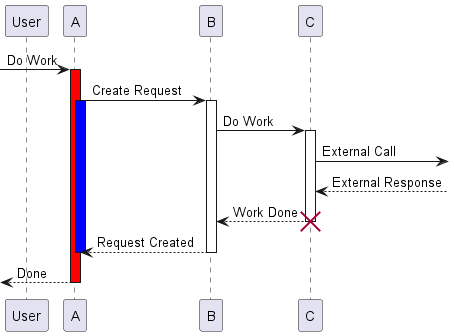 User A B C
Do Work
Create Request
Do Work
External Call
External Response
Work Done
Request Created
Done
User A B C